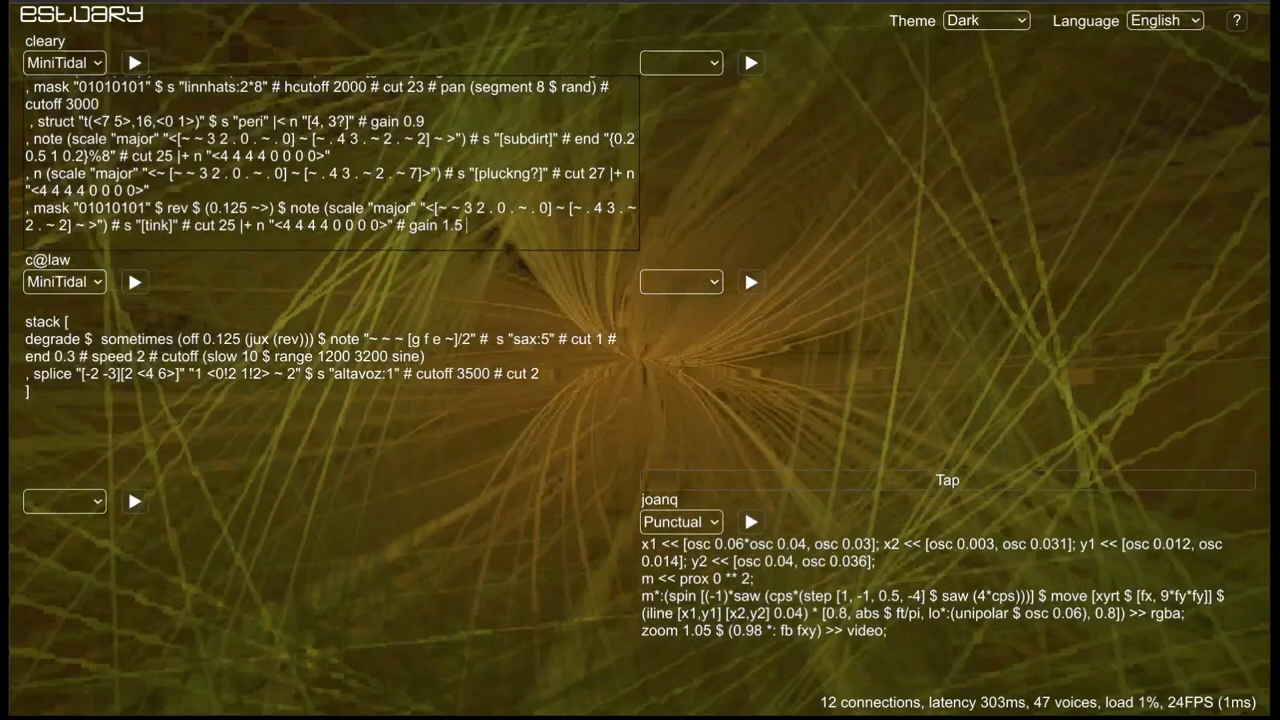 estuary
Theme Dark Language English ?
cleary
MiniTidal
, mask "01010101" $ s "linnhats:2*8" # hcutoff 2000 # cut 23 # pan (segment 8 $ rand) #
cutoff 3000
, struct "t(<7 5>,16,<0 1>)" $ s "peri" |< n "[4, 3?]" # gain 0.9
, note (scale "major" "<[~ ~ 3 2 . 0 . ~ . 0] ~ [~ . 4 3 . ~ 2 . ~ 2] ~ >") # s "[subdirt]" # end "{0.2
0.5 1 0.2}%8" # cut 25 |+ n "<4 4 4 4 0 0 0 0>"
, n (scale "major" "<~ [~ ~ 3 2 . 0 . ~ . 0] ~ [~ . 4 3 . ~ 2 . ~ 7]>") # s "[pluckng?]" # cut 27 |+ n
"<4 4 4 4 0 0 0 0>"
, mask "01010101" $ rev $ (0.125 ~>) $ note (scale "major" "<[~ ~ 3 2 . 0 . ~ . 0] ~ [~ . 4 3 . ~
2 . ~ 2] ~ >") # s "[tink]" # cut 25 |+ n "<4 4 4 4 0 0 0 0>" # gain 1.5
c@law
MiniTidal
stack [
degrade $ sometimes (off 0.125 (jux (rev))) $ note "~ ~ ~ [g f e ~]/2" # s "sax:5" # cut 1 #
end 0.3 # speed 2 # cutoff (slow 10 $ range 1200 3200 sine)
, splice "[-2 -3][2 <4 6>]" "1 <0!2 1!2> ~ 2" $ s "altavoz:1" # cutoff 3500 # cut 2
]
Tap
joanq
Punctual
x1 << [osc 0.06*osc 0.04, osc 0.03]; x2 << [osc 0.003, osc 0.031]; y1 << [osc 0.012, osc
0.014]; y2 << [osc 0.04, osc 0.036];
m << prox 0 ** 2;
m*:(spin [(-1)*saw (cps*(step [1, -1, 0.5, -4] $ saw (4*cps)))] $ move [xyrt $ [fx, 9*fy*fy]] $
(iline [x1,y1] [x2,y2] 0.04) * [0.8, abs $ ft/pi, lo*:(unipolar $ osc 0.06), 0.8]) >> rgba;
zoom 1.05 $ (0.98 *: fb fxy) >> video;
12 connections, latency 303ms, 47 voices, load 1%, 24FPS (1ms)